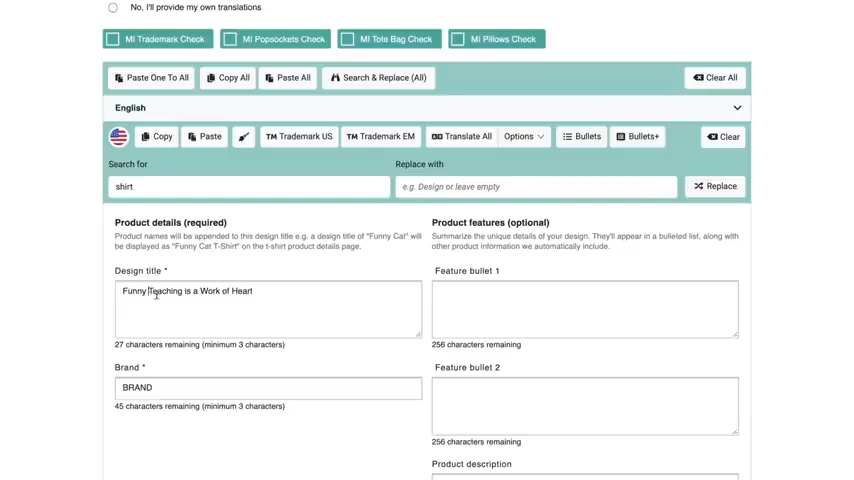 No, I'll provide my own translations
MI Trademark Check MI Popsockets Check MI Tote Bag Check MI Pillows Check
Paste One To All Copy All Paste All Search & Replace (All) Clear All
English
Copy Paste TM Trademark US TM Trademark EM Translate All Options Bullets Bullets+ Clear
Search for Replace with
shirt e.g. Design or leave empty Replace
Product details (required)
Product names will be appended to this design title e.g. a design title of "Funny Cat" will
be displayed as "Funny Cat T-Shirt" on the t-shirt product details page.
Product features (optional)
Summarize the unique details of your design. They'll appear in a bulleted list, along with
other product information we automatically include.
Design title *
Funny Teaching is a Work of Heart
27 characters remaining (minimum 3 characters)
Feature bullet 1
256 characters remaining
Brand *
BRAND
45 characters remaining (minimum 3 characters)
Feature bullet 2
256 characters remaining
Product description